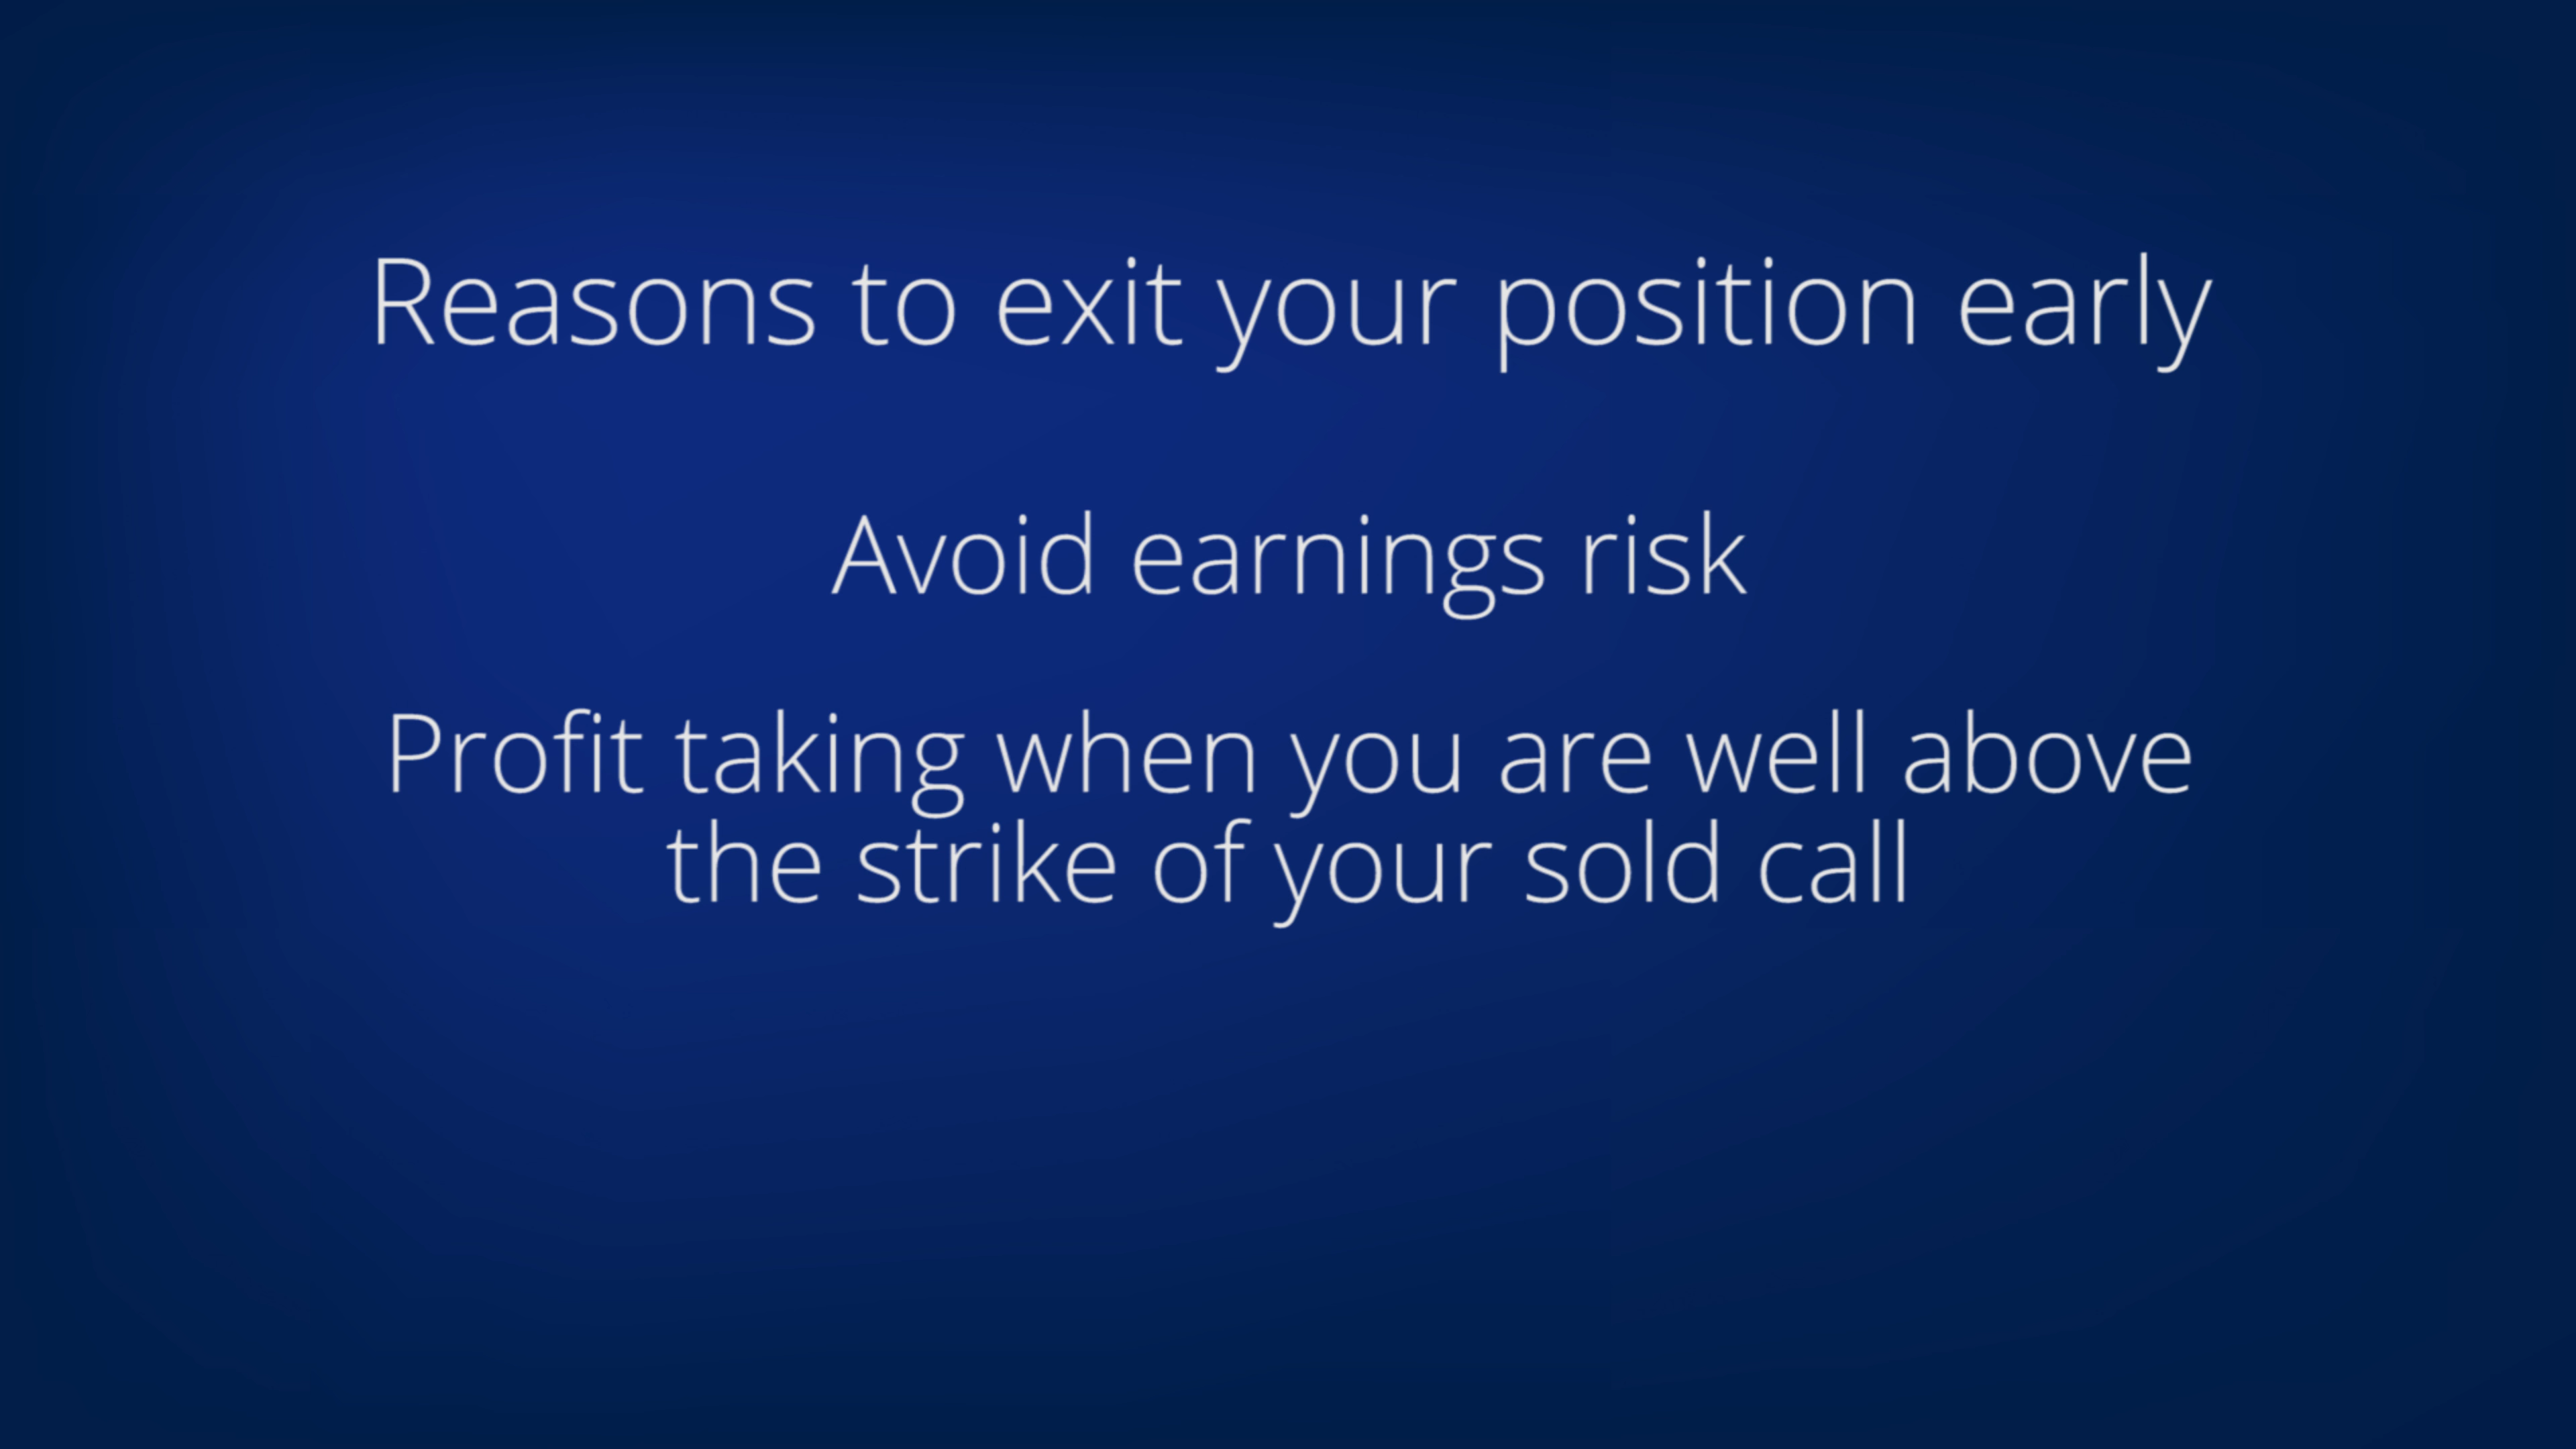 Reasons to exit your position early
Avoid earnings risk
Profit taking when you are well above
the strike of your sold call